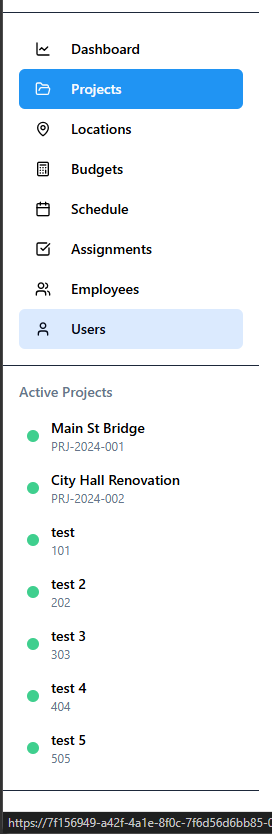 Dashboard
Projects
Locations
Budgets
Schedule
Assignments
Employees
Users
Active Projects
Main St Bridge
PRJ-2024-001
City Hall Renovation
PRJ-2024-002
test
101
test 2
202
test 3
303
test 4
404
test 5
505
https://7f156949-a42f-4a1e-8f0c-7f6d56d6bb85-0